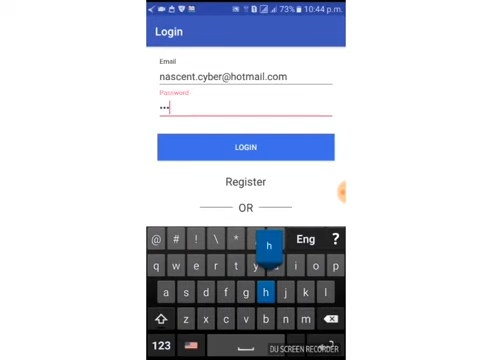 73% 10:44 p.m.
Login
Email
nascent.cyber@hotmail.com
Password
•••
LOGIN
Register
OR
@ # ! \ * Eng ?
h
q w e r t y i o p
a s d f g h j k l
z x c v b n m
123
DU SCREEN RECORDER